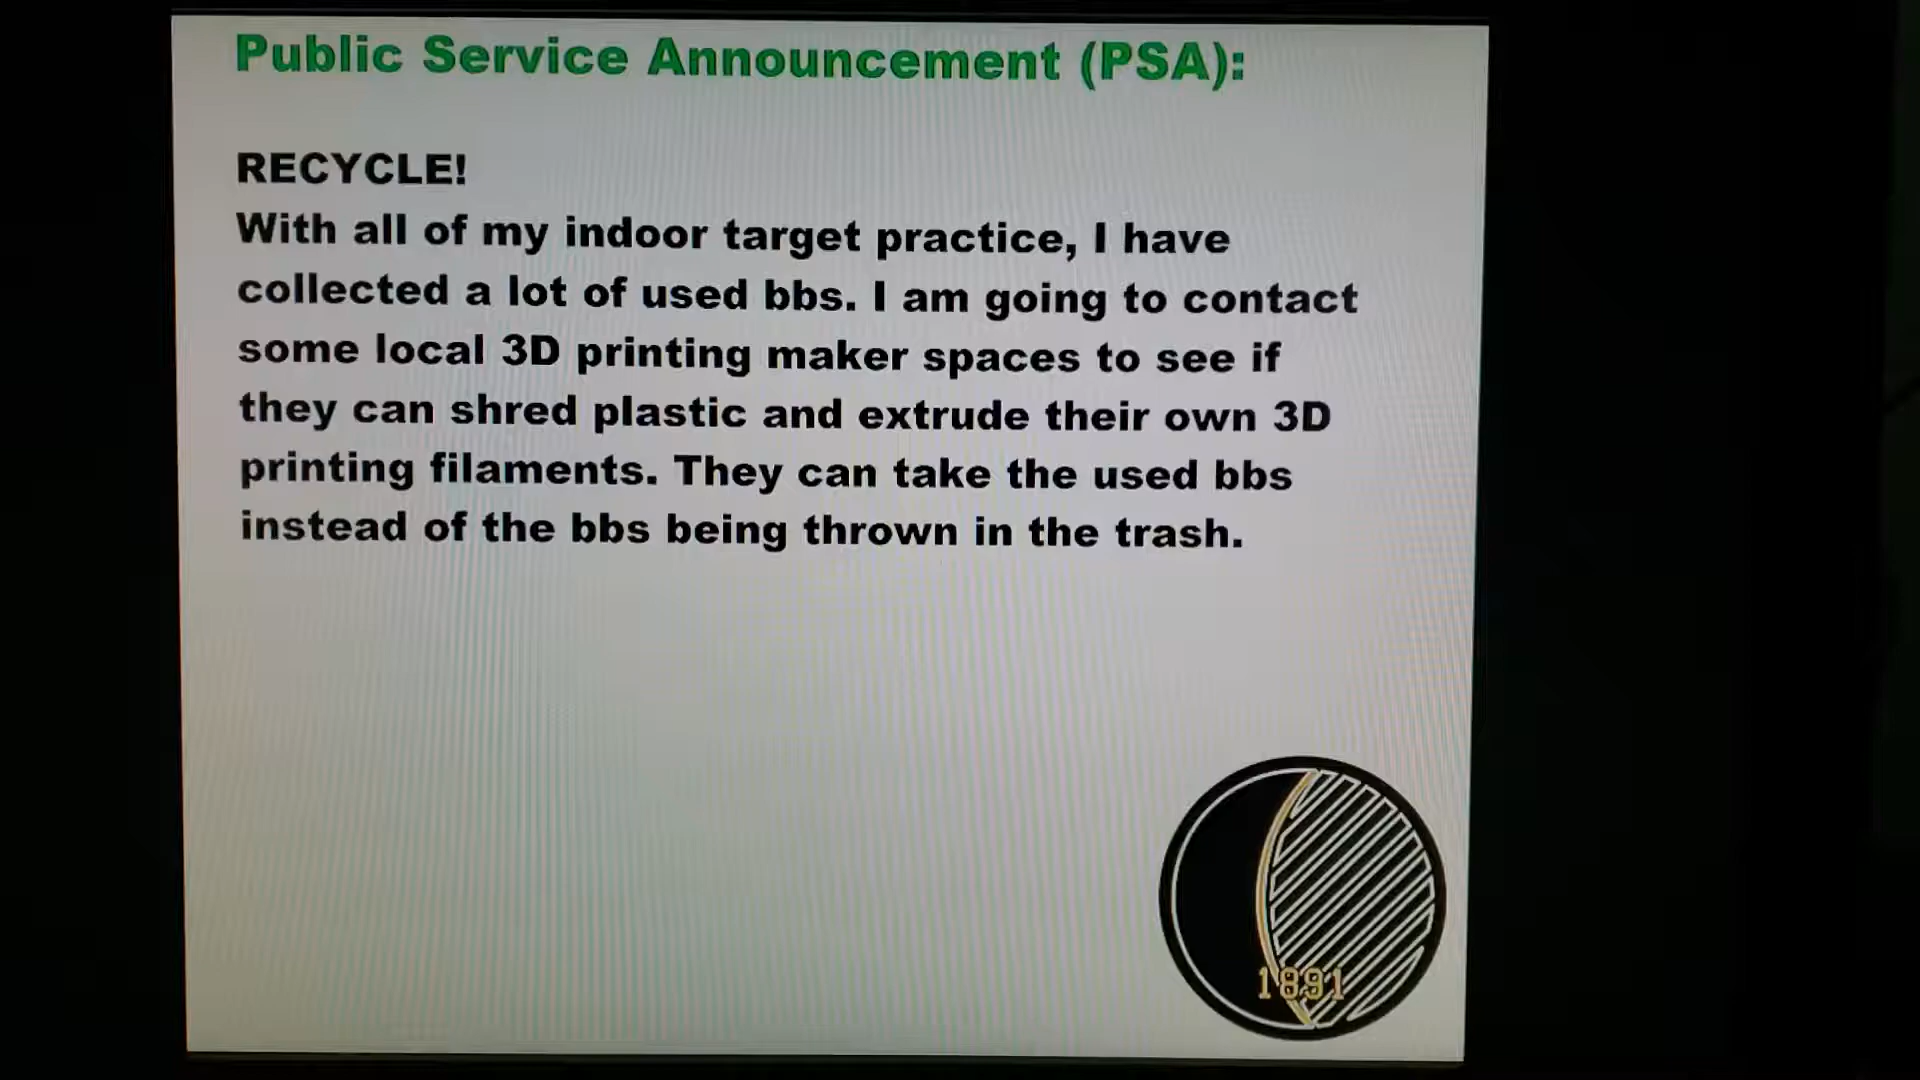 Public Service Announcement (PSA):
RECYCLE!
With all of my indoor target practice, I have
collected a lot of used bbs. I am going to contact
some local 3D printing maker spaces to see if
they can shred plastic and extrude their own 3D
printing filaments. They can take the used bbs
instead of the bbs being thrown in the trash.
1891